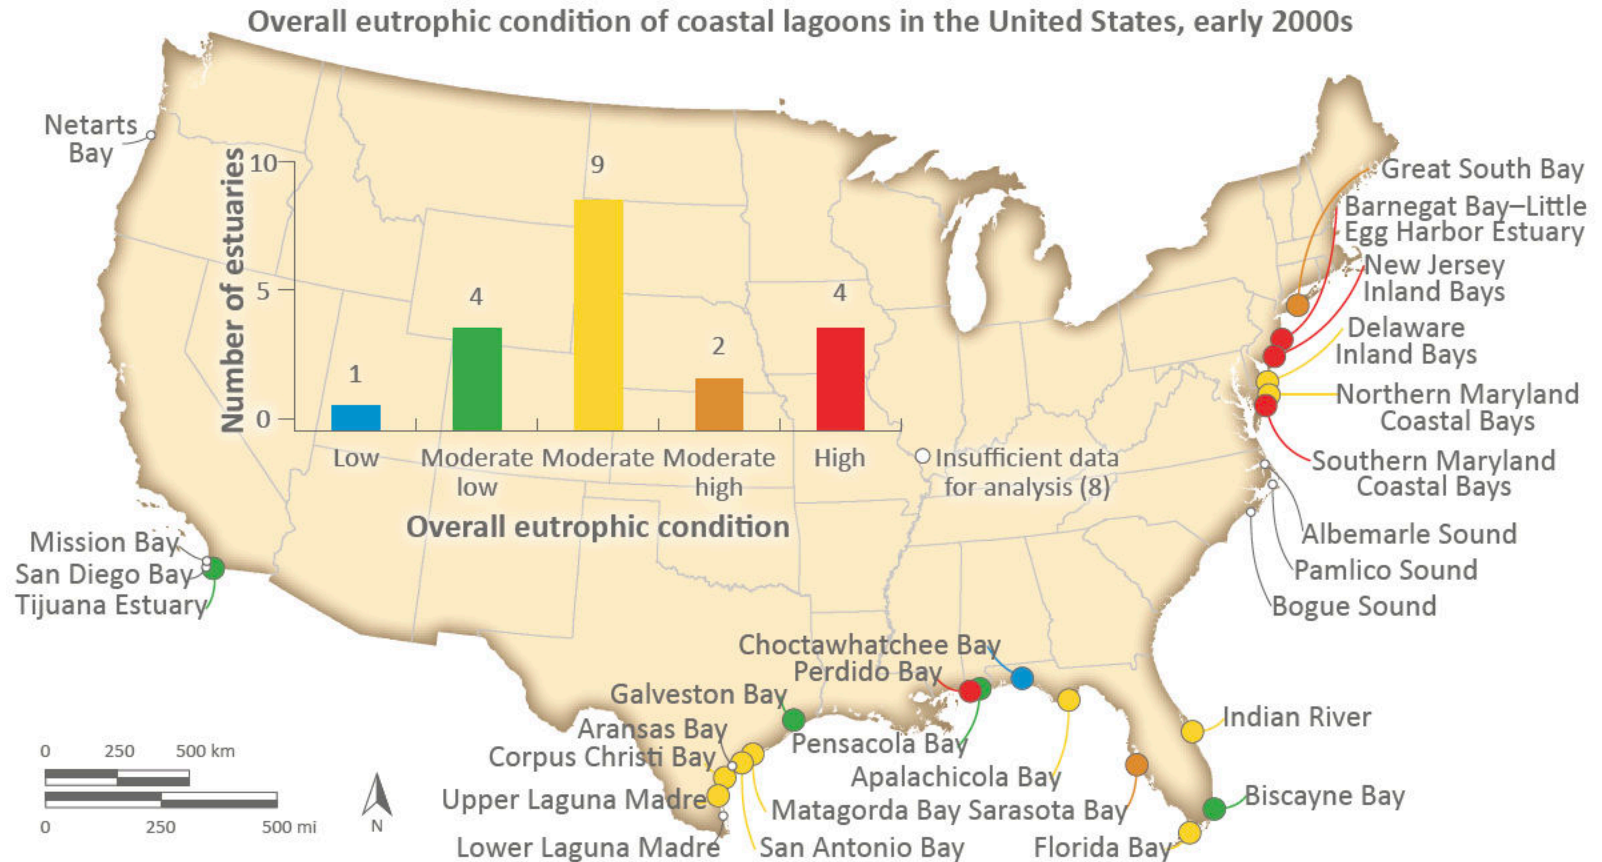 Overall eutrophic condition of coastal lagoons in the United States, early 2000s
Netarts
Bay
Number of estuaries
10
5
0
1
4
9
2
4
Low
Moderate
low
Moderate
Moderate
high
High
Overall eutrophic condition
Insufficient data
for analysis (8)
Great South Bay
Barnegat Bay–Little
Egg Harbor Estuary
New Jersey
Inland Bays
Delaware
Inland Bays
Northern Maryland
Coastal Bays
Southern Maryland
Coastal Bays
Albemarle Sound
Pamlico Sound
Bogue Sound
Mission Bay
San Diego Bay
Tijuana Estuary
Choctawhatchee Bay
Perdido Bay
Galveston Bay
Aransas Bay
Corpus Christi Bay
Upper Laguna Madre
Lower Laguna Madre
Pensacola Bay
Apalachicola Bay
Matagorda Bay
San Antonio Bay
Sarasota Bay
Florida Bay
Indian River
Biscayne Bay
0 250 500 km
0 250 500 mi
N